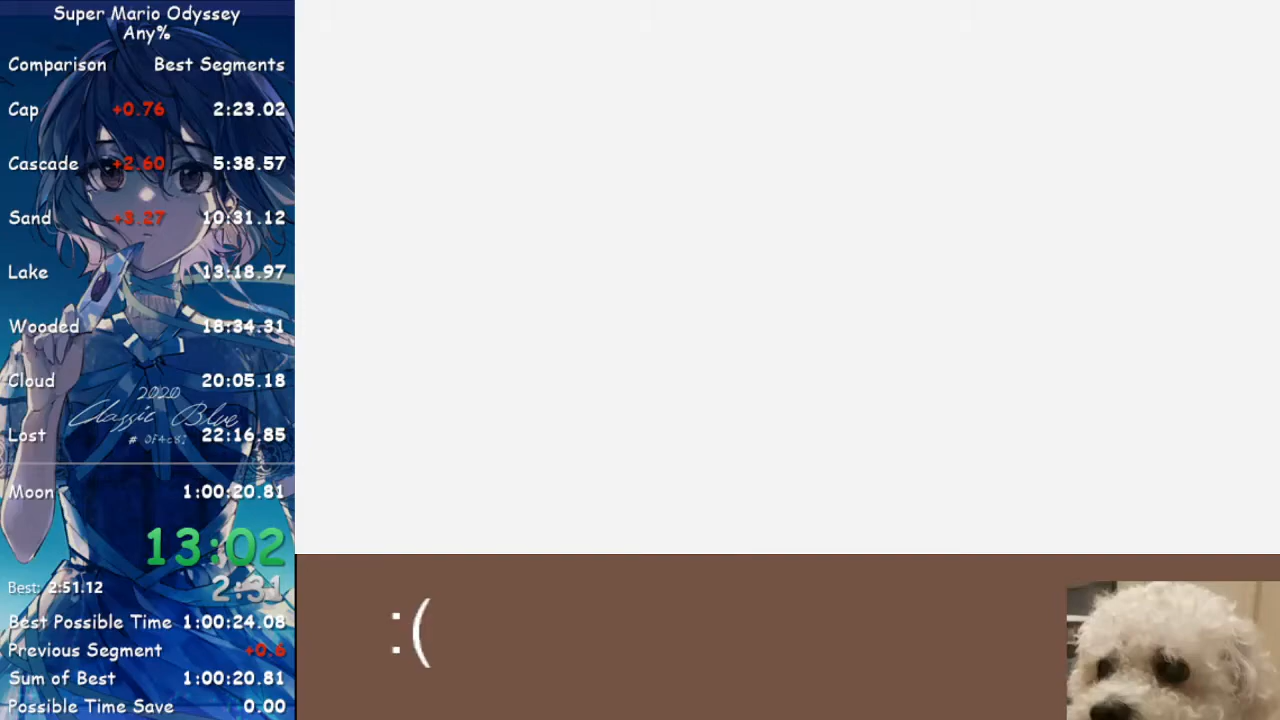 Super Mario Odyssey
Any%
Comparison Best Segments
Cap +0.76 2:23.02
Cascade +2.60 5:38.57
Sand +3.27 10:31.12
Lake 13:18.97
Wooded 18:34.31
Cloud 20:05.18
2020
Classic Blue
Lost 22:16.85
# 0f4c81
Moon 1:00:20.81
13:02
Best: 2:51.12 2:31
Best Possible Time 1:00:24.08
Previous Segment +0.6
Sum of Best 1:00:20.81
Possible Time Save 0.00
:(